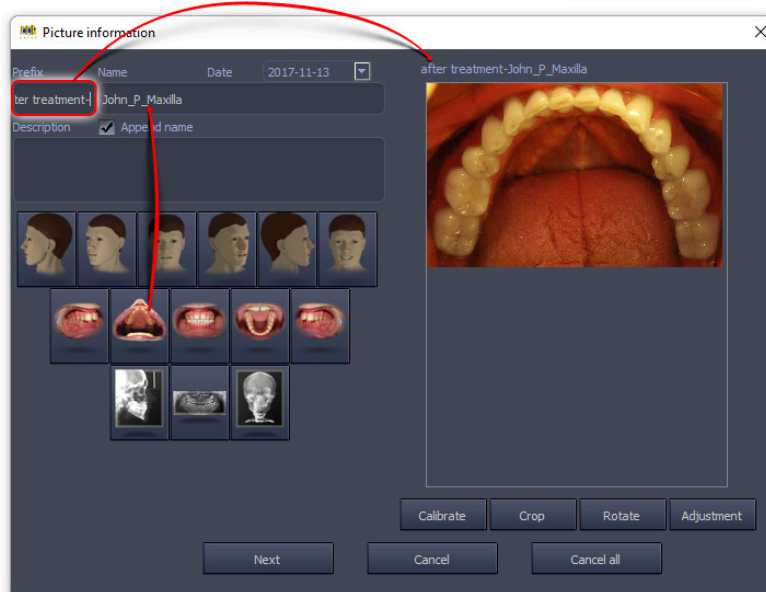 Picture information
Prefix Name Date 2017-11-13
ter treatment- John_P_Maxilla
Description Append name
after treatment-John_P_Maxilla
Calibrate Crop Rotate Adjustment
Next Cancel Cancel all